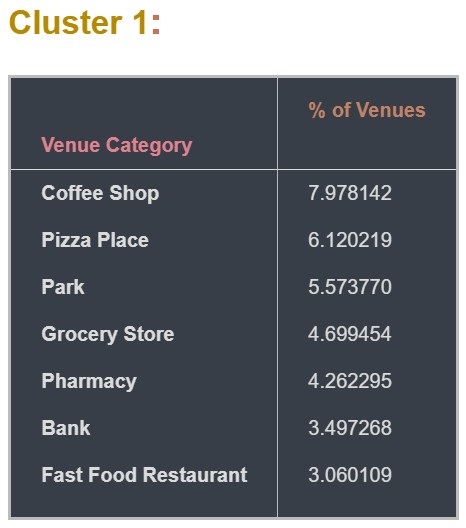 Cluster 1:
% of Venues
Venue Category
Coffee Shop 7.978142
Pizza Place 6.120219
Park 5.573770
Grocery Store 4.699454
Pharmacy 4.262295
Bank 3.497268
Fast Food Restaurant 3.060109